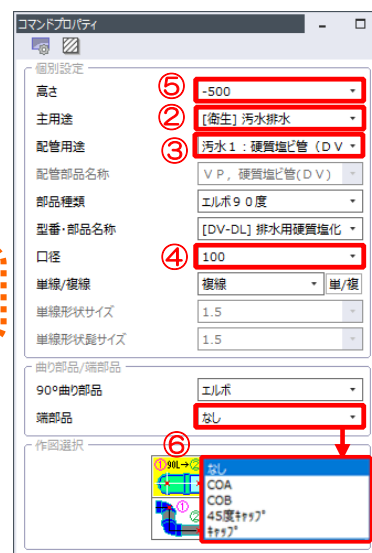 コマンドプロパティ
個別設定
高さ ⑤ -500
主用途 ② [衛生] 汚水排水
配管用途 ③ 汚水1：硬質塩ビ管（DV
配管部品名称 VP，硬質塩ビ管(DV)
部品種類 エルボ90度
型番・部品名称 [DV-DL] 排水用硬質塩化
口径 ④ 100
単線/複線 複線 単/複
単線形状サイズ 1.5
単線形状髭サイズ 1.5
曲り部品/端部品
90°曲り部品 エルボ
端部品 なし
作図選択 ⑥
①90L→②
① ②
なし
COA
COB
45度ｷｬｯﾌﾟ
ｷｬｯﾌﾟ